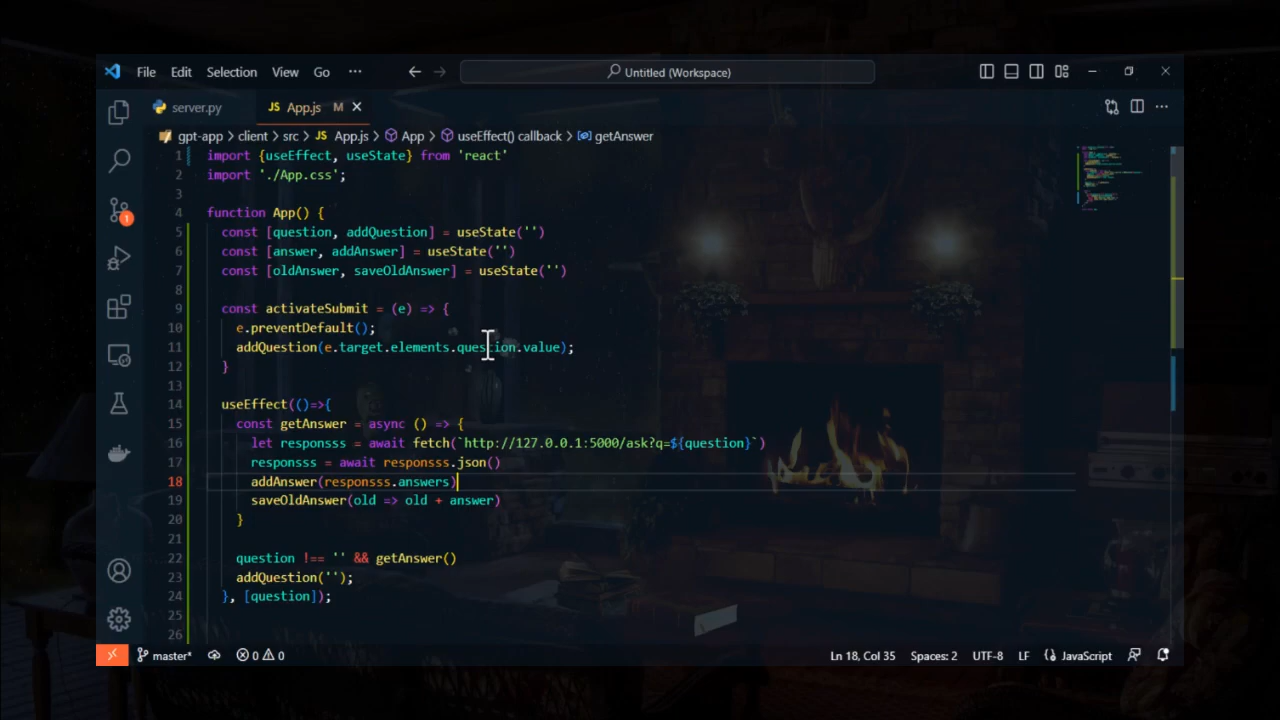 File Edit Selection View Go ··· Untitled (Workspace)
server.py JS App.js M
gpt-app > client > src > JS App.js > App > useEffect() callback > getAnswer
1 import {useEffect, useState} from 'react'
2 import './App.css';
3
4 function App() {
5 const [question, addQuestion] = useState('')
6 const [answer, addAnswer] = useState('')
7 const [oldAnswer, saveOldAnswer] = useState('')
8
9 const activateSubmit = (e) => {
10 e.preventDefault();
11 addQuestion(e.target.elements.question.value);
12 }
13
14 useEffect(()=>{
15 const getAnswer = async () => {
16 let responsss = await fetch(`http://127.0.0.1:5000/ask?q=${question}`)
17 responsss = await responsss.json()
18 addAnswer(responsss.answers)
19 saveOldAnswer(old => old + answer)
20 }
21
22 question !== '' && getAnswer()
23 addQuestion('');
24 }, [question]);
25
26
1
master* 0 0 Ln 18, Col 35 Spaces: 2 UTF-8 LF JavaScript